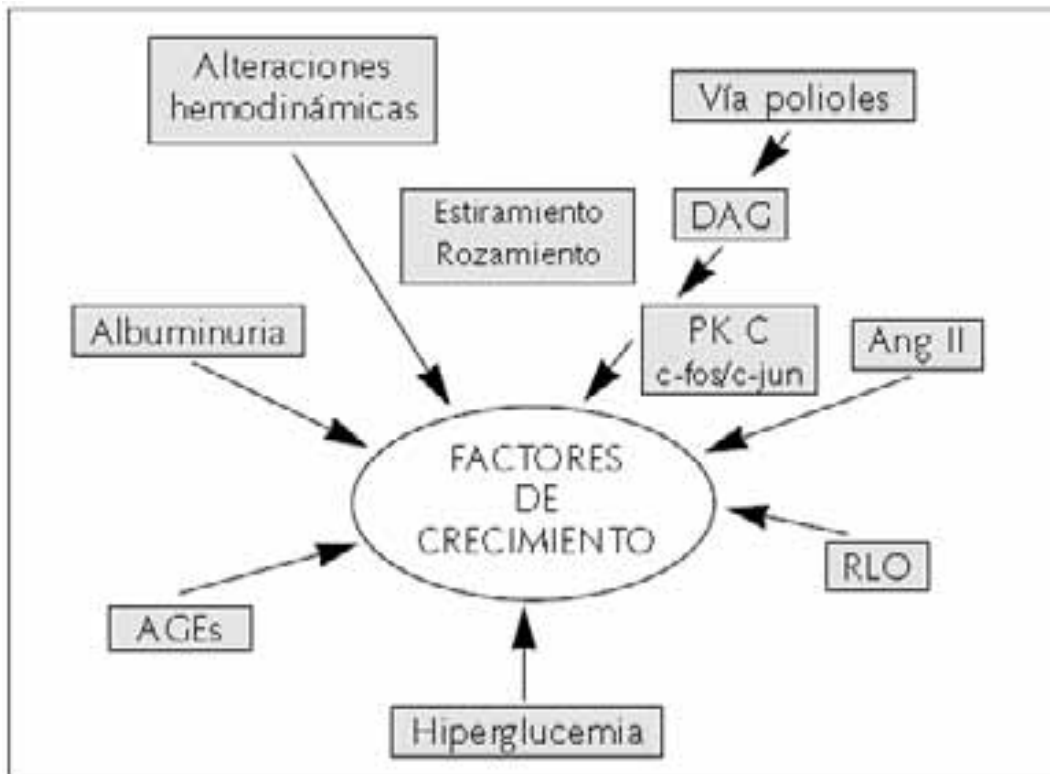 Alteraciones
hemodinámicas
Vía polioles
Estiramiento
Rozamiento
DAG
Albuminuria
PK C
c-fos/c-jun
Ang II
FACTORES
DE
CRECIMIENTO
RLO
AGEs
Hiperglucemia